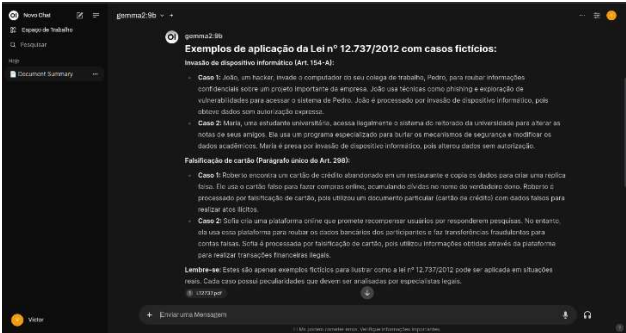 Novo Chat
gemma2:9b
Espaço de Trabalho
Pesquisar
Hoje
Document Summary
gemma2:9b
Exemplos de aplicação da Lei nº 12.737/2012 com casos fictícios:
Invasão de dispositivo informático (Art. 154-A):
Caso 1: João, um hacker, invade o computador do seu colega de trabalho, Pedro, para roubar informações
confidenciais sobre um projeto importante da empresa. João usa técnicas como phishing e exploração de
vulnerabilidades para acessar o sistema de Pedro. João é processado por invasão de dispositivo informático, pois
obteve dados sem autorização expressa.
Caso 2: Maria, uma estudante universitária, acessa ilegalmente o sistema do reitorado da universidade para alterar as
notas de seus amigos. Ela usa um programa especializado para burlar os mecanismos de segurança e modificar os
dados acadêmicos. Maria é presa por invasão de dispositivo informático, pois alterou dados sem autorização.
Falsificação de cartão (Parágrafo único de Art. 298):
Caso 1: Roberto encontra um cartão de crédito abandonado em um restaurante e copia os dados para criar uma réplica
falsa. Ele usa o cartão falso para fazer compras online, acumulando dívidas no nome do verdadeiro dono. Roberto é
processado por falsificação de cartão, pois utilizou um documento particular (cartão de crédito) com dados falsos para
realizar atos ilícitos.
Caso 2: Sofia cria uma plataforma online que promete recompensar usuários por responderem pesquisas. No entanto,
ela usa essa plataforma para roubar os dados bancários dos participantes e faz transferências fraudulentas para
contas falsas. Sofia é processada por falsificação de cartão, pois utilizou informações obtidas através da plataforma
para realizar transações financeiras ilegais.
Lembre-se: Estes são apenas exemplos fictícios para ilustrar como a lei nº 12.737/2012 pode ser aplicada em situações
reais. Cada caso possui peculiaridades que devem ser analisadas por especialistas legais.
L12737.pdf
Enviar uma Mensagem
Victor
LLMs podem cometer erros. Verifique informações importantes.